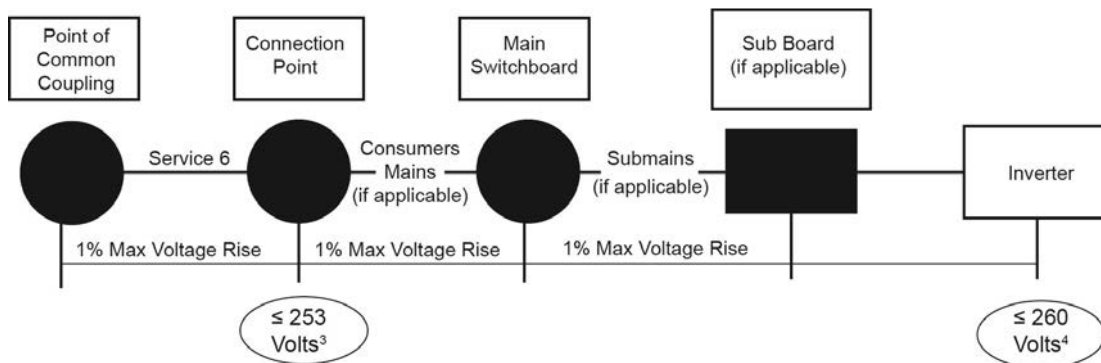 Point of
Common
Coupling
Connection
Point
Main
Switchboard
Sub Board
(if applicable)
Service 6
Consumers
Mains
(if applicable)
Submains
(if applicable)
Inverter
1% Max Voltage Rise
1% Max Voltage Rise
1% Max Voltage Rise
≤ 253
Volts³
≤ 260
Volts⁴